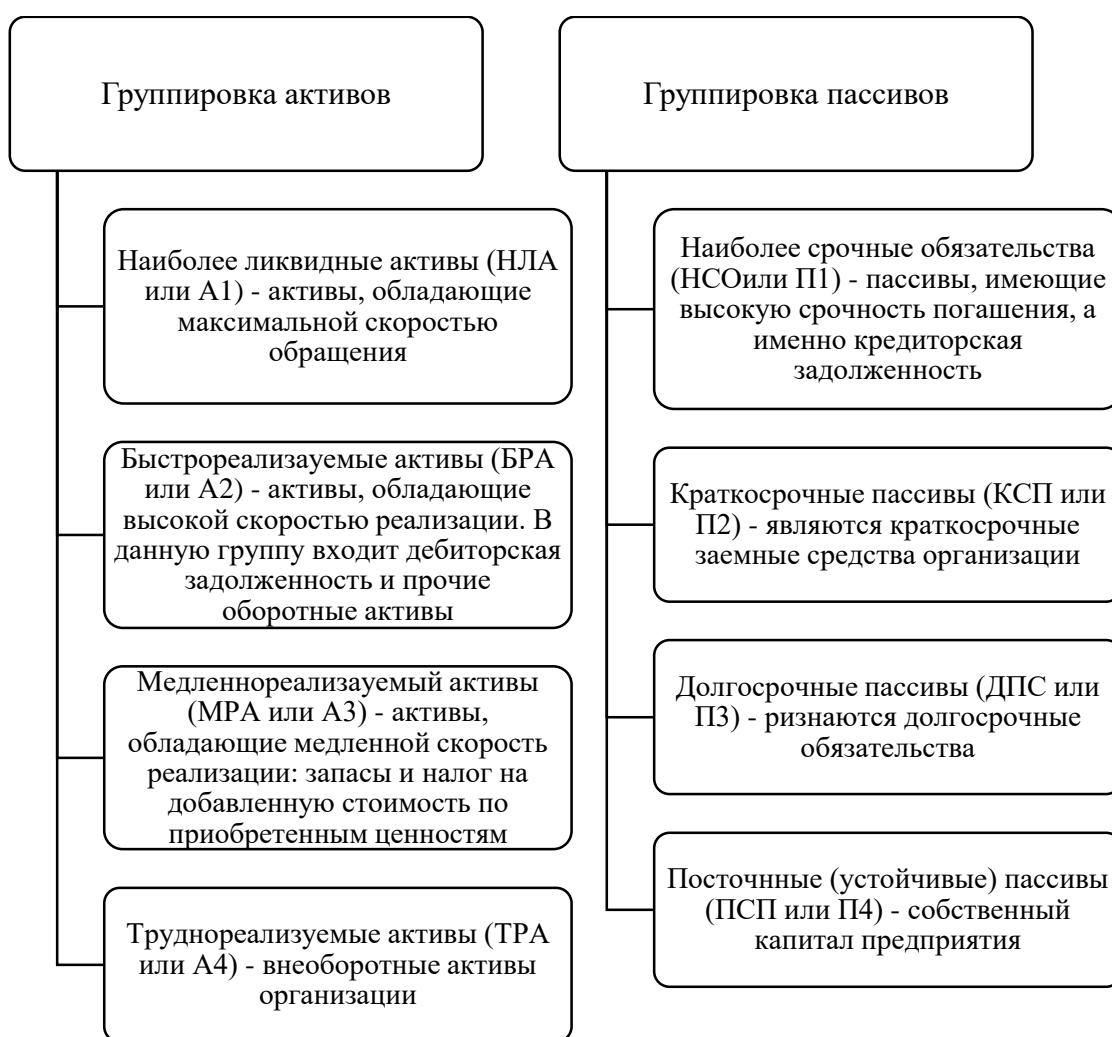 Группировка активов
Наиболее ликвидные активы (НЛА
или А1) - активы, обладающие
максимальной скоростью
обращения
Быстрореализауемые активы (БРА
или А2) - активы, обладающие
высокой скоростью реализации. В
данную группу входит дебиторская
задолженность и прочие
оборотные активы
Медленнореализауемый активы
(МРА или А3) - активы,
обладающие медленной скорость
реализации: запасы и налог на
добавленную стоимость по
приобретенным ценностям
Труднореализуемые активы (ТРА
или А4) - внеоборотные активы
организации
Группировка пассивов
Наиболее срочные обязательства
(НСОили П1) - пассивы, имеющие
высокую срочность погашения, а
именно кредиторская
задолженность
Краткосрочные пассивы (КСП или
П2) - являются краткосрочные
заемные средства организации
Долгосрочные пассивы (ДПС или
П3) - ризнаются долгосрочные
обязательства
Посточнные (устойчивые) пассивы
(ПСП или П4) - собственный
капитал предприятия